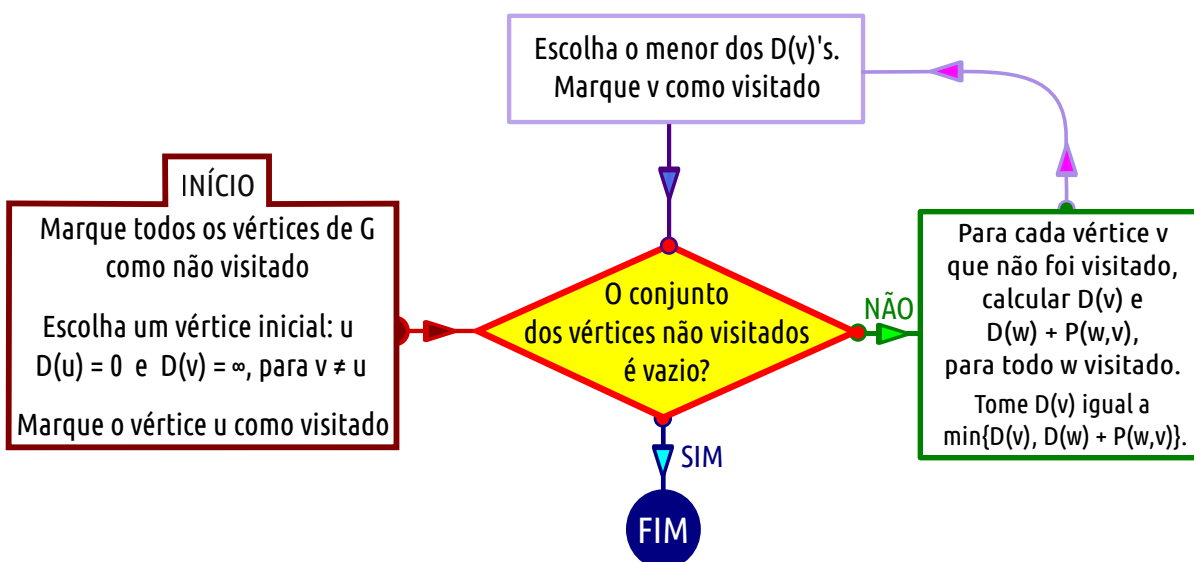 INÍCIO
Marque todos os vértices de G
como não visitado
Escolha um vértice inicial: u
D(u) = 0 e D(v) = ∞, para v ≠ u
Marque o vértice u como visitado
O conjunto
dos vértices não visitados
é vazio?
NÃO
Para cada vértice v
que não foi visitado,
calcular D(v) e
D(w) + P(w,v),
para todo w visitado.
Tome D(v) igual a
min{D(v), D(w) + P(w,v)}.
Escolha o menor dos D(v)'s.
Marque v como visitado
SIM
FIM